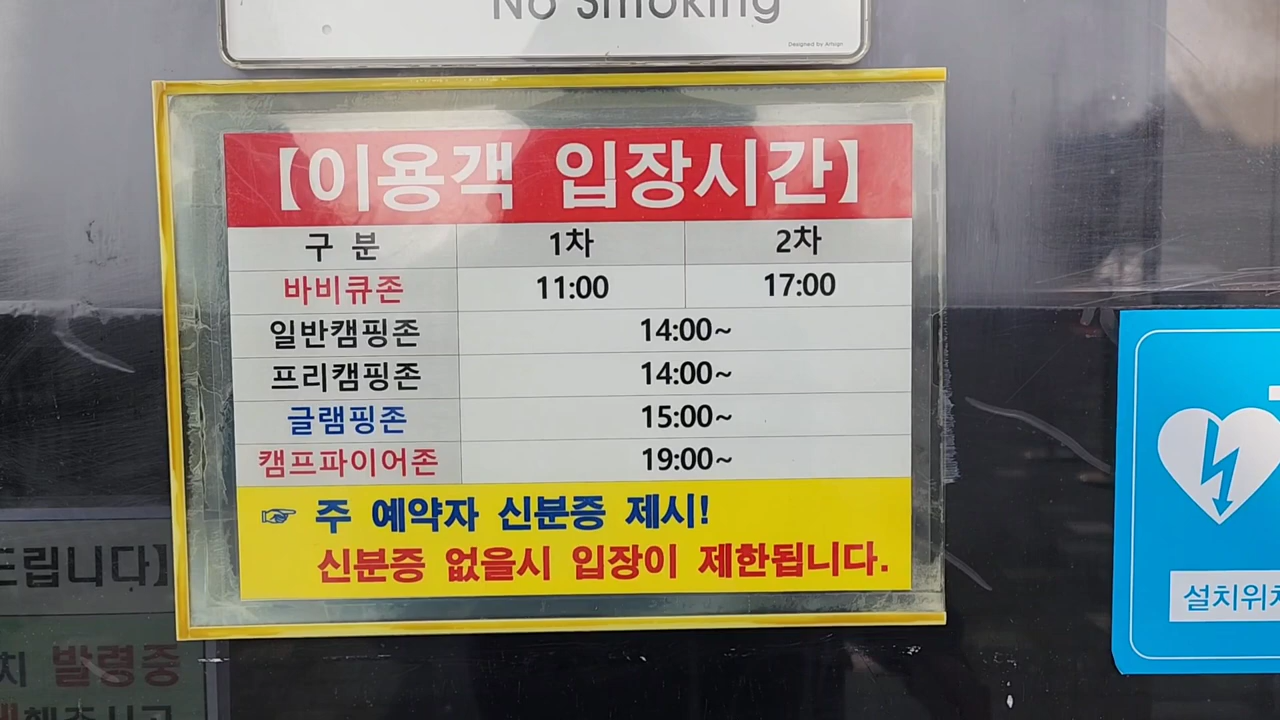 No Smoking
Designed by Artsign
【이용객 입장시간】
구 분 1차 2차
바비큐존 11:00 17:00
일반캠핑존 14:00~
프리캠핑존 14:00~
글램핑존 15:00~
캠프파이어존 19:00~
☞ 주 예약자 신분증 제시!
신분증 없을시 입장이 제한됩니다.
드립니다】
치 발령중
설치위치